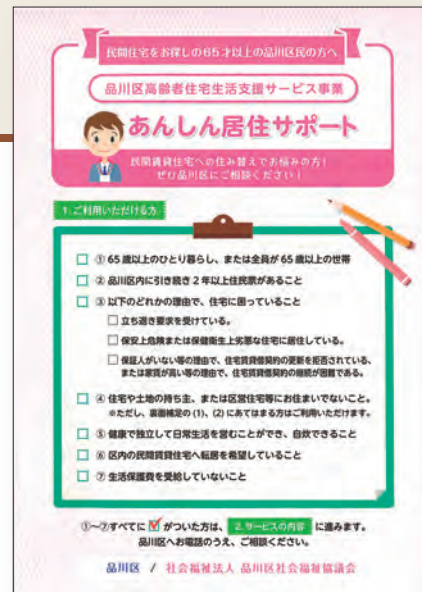 民間住宅をお探しの65才以上の品川区民の方へ
品川区高齢者住宅生活支援サービス事業
あんしん居住サポート
民間賃貸住宅への住み替えでお悩みの方!
ぜひ品川区にご相談ください!
1.ご利用いただける方
① 65歳以上のひとり暮らし、または全員が65歳以上の世帯
② 品川区内に引き続き2年以上住民票があること
③ 以下のどれかの理由で、住宅に困っていること
立ち退き要求を受けている。
保安上危険または保健衛生上劣悪な住宅に居住している。
保証人がいない等の理由で、住宅賃貸借契約の更新を拒否されている、
または家賃が高い等の理由で、住宅賃貸借契約の継続が困難である。
④ 住宅や土地の持ち主、または区営住宅等にお住まいでないこと。
※ただし、裏面補足の(1)、(2)にあてはまる方はご利用いただけます。
⑤ 健康で独立して日常生活を営むことができ、自炊できること
⑥ 区内の民間賃貸住宅へ転居を希望していること
⑦ 生活保護費を受給していないこと
①〜⑦すべてに がついた方は、 2.サービスの内容 に進みます。
品川区へお電話のうえ、ご相談ください。
品川区 / 社会福祉法人 品川区社会福祉協議会